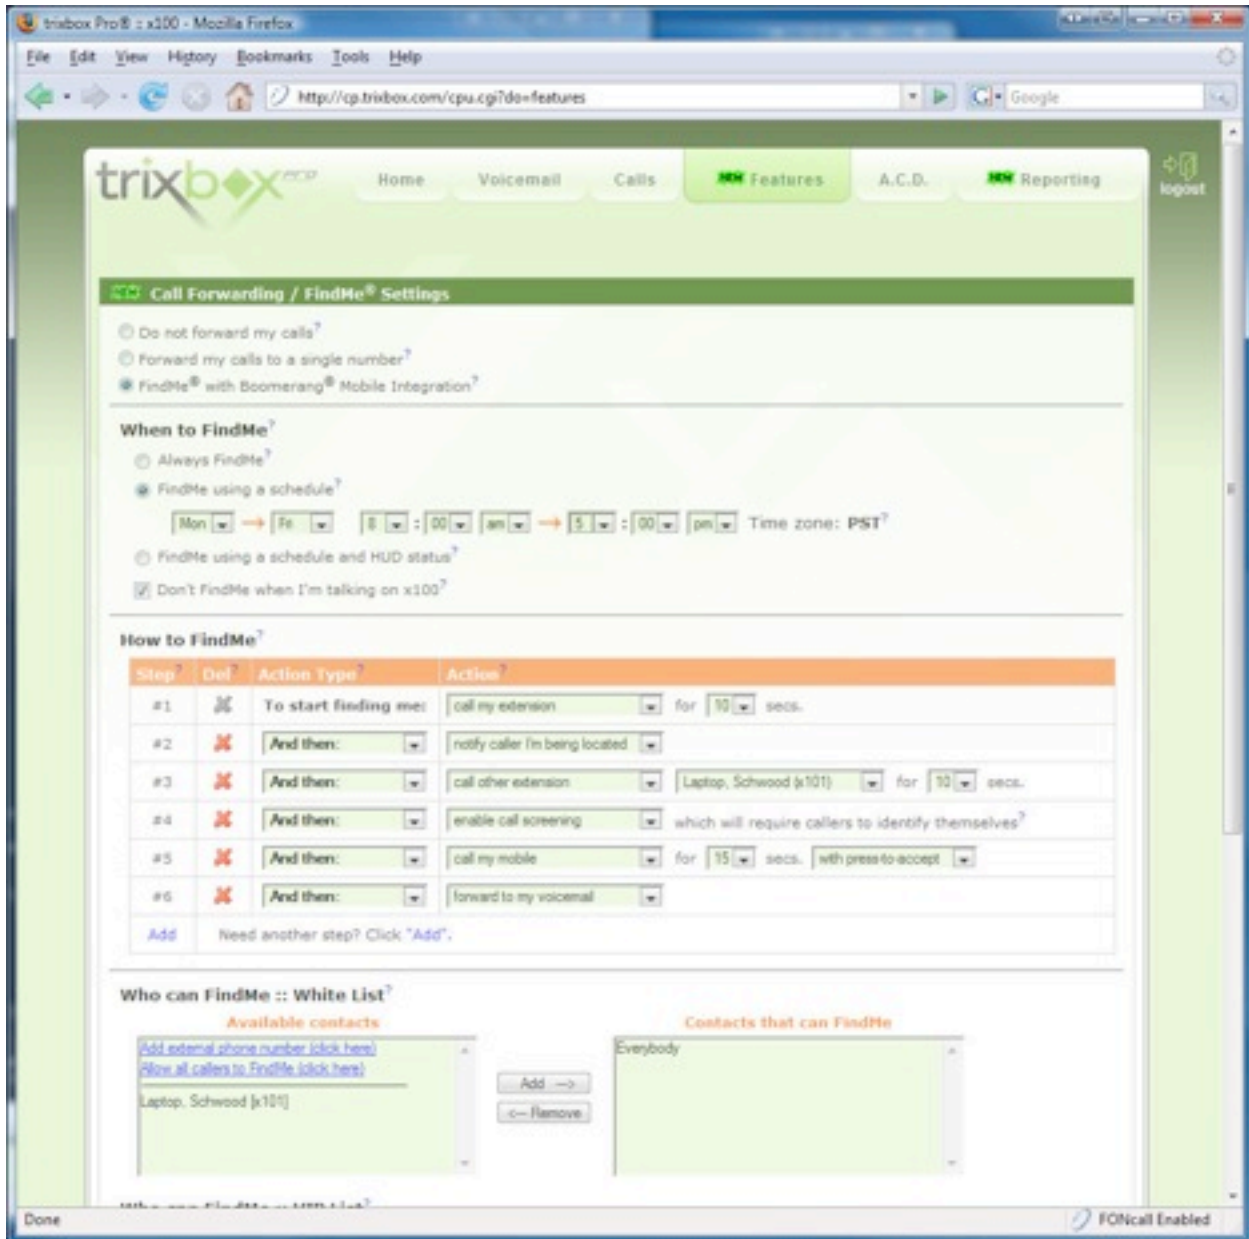 trixbox Pro® :: x100 - Mozilla Firefox
File Edit View History Bookmarks Tools Help
http://cp.trixbox.com/cpu.cgi?do=features Google
trixbox pro Home Voicemail Calls NEW Features A.C.D. NEW Reporting logout
NEW Call Forwarding / FindMe® Settings
Do not forward my calls?
Forward my calls to a single number?
FindMe® with Boomerang® Mobile Integration?
When to FindMe?
Always FindMe?
FindMe using a schedule?
Mon Fri 8 : 00 am 5 : 00 pm Time zone: PST?
FindMe using a schedule and HUD status?
Don't FindMe when I'm talking on x100?
How to FindMe?
Step? Del? Action Type? Action?
#1 To start finding me: call my extension for 10 secs.
#2 And then: notify caller I'm being located
#3 And then: call other extension Laptop, Schwood (x101) for 10 secs.
#4 And then: enable call screening which will require callers to identify themselves?
#5 And then: call my mobile for 15 secs. with press-to-accept
#6 And then: forward to my voicemail
Add Need another step? Click "Add".
Who can FindMe :: White List?
Available contacts Contacts that can FindMe
Add external phone number (click here) Everybody
Allow all callers to FindMe (click here)
Add -->
Laptop, Schwood [x101]
<-- Remove
Who can FindMe :: VIP List?
Done FONcall Enabled